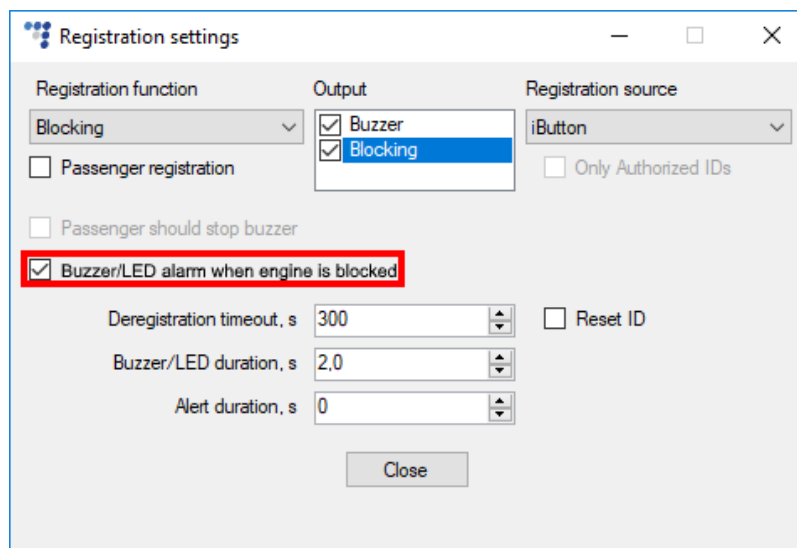 Registration settings
Registration function
Output
Registration source
Blocking
Buzzer
Blocking
iButton
Passenger registration
Only Authorized IDs
Passenger should stop buzzer
Buzzer/LED alarm when engine is blocked
Deregistration timeout, s
300
Reset ID
Buzzer/LED duration, s
2,0
Alert duration, s
0
Close